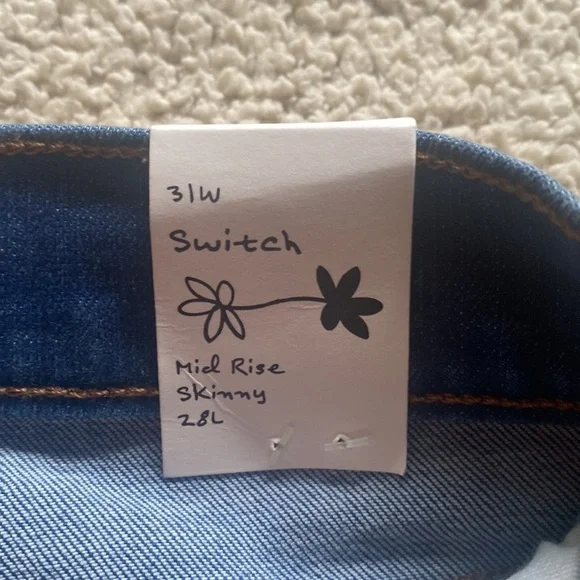 31W
Switch
Mid Rise
Skinny
28L